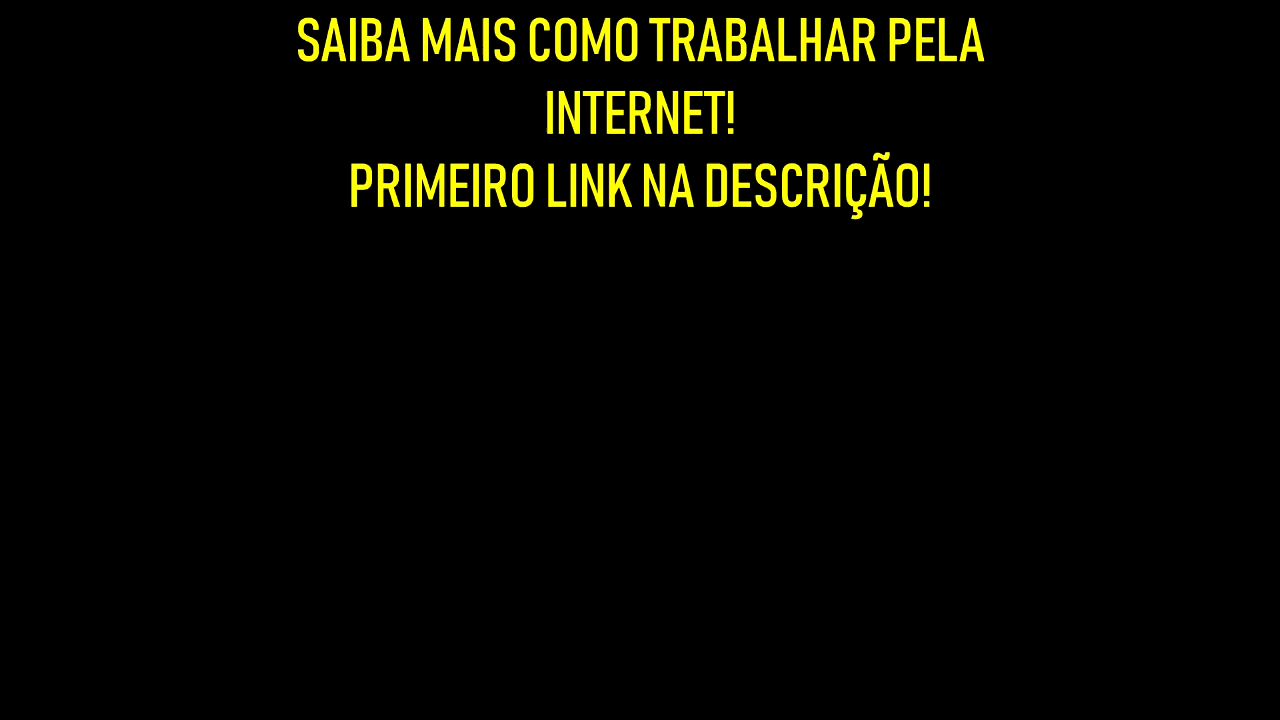 SAIBA MAIS COMO TRABALHAR PELA
INTERNET!
PRIMEIRO LINK NA DESCRIÇÃO!